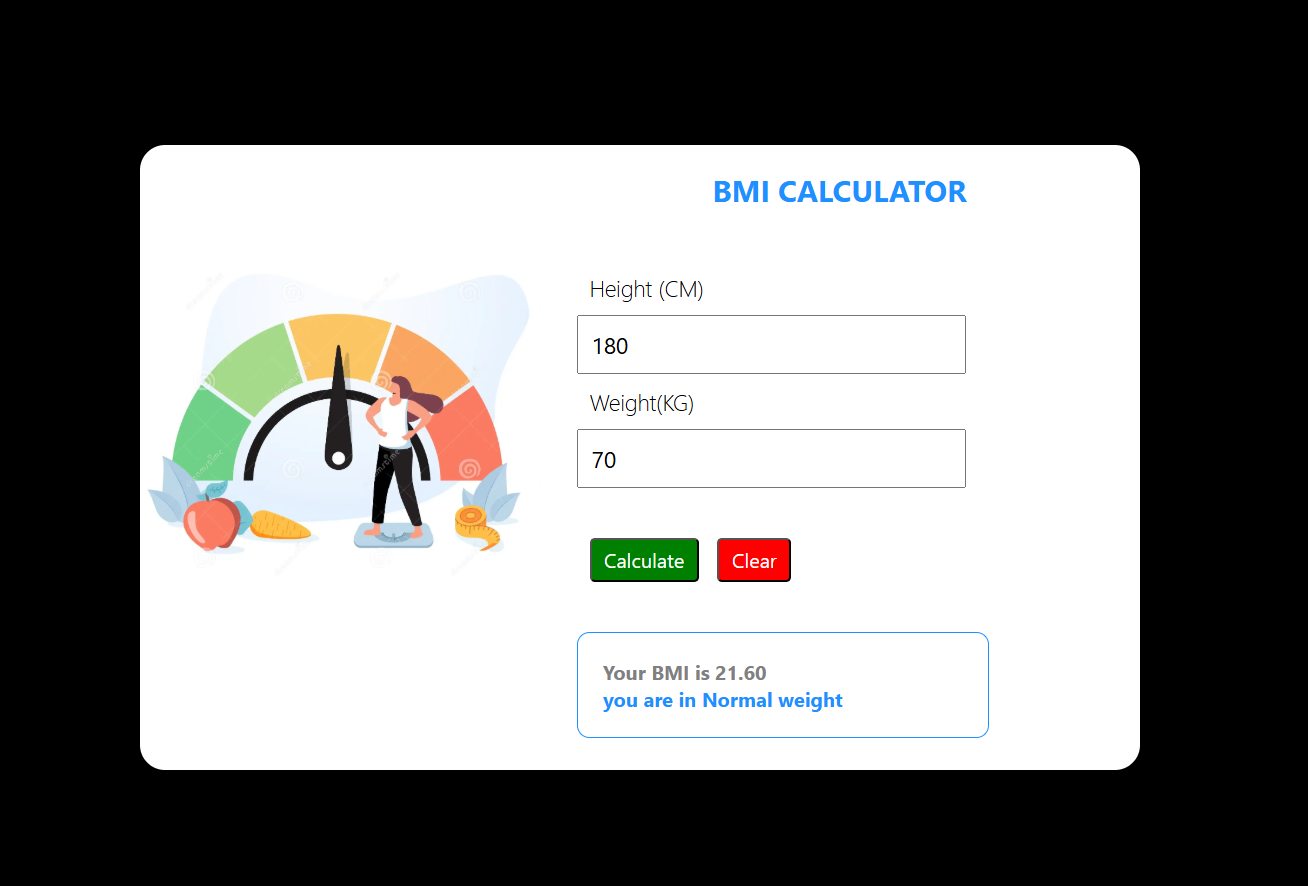 BMI CALCULATOR
Height (CM)
180
Weight(KG)
70
Calculate Clear
Your BMI is 21.60
you are in Normal weight